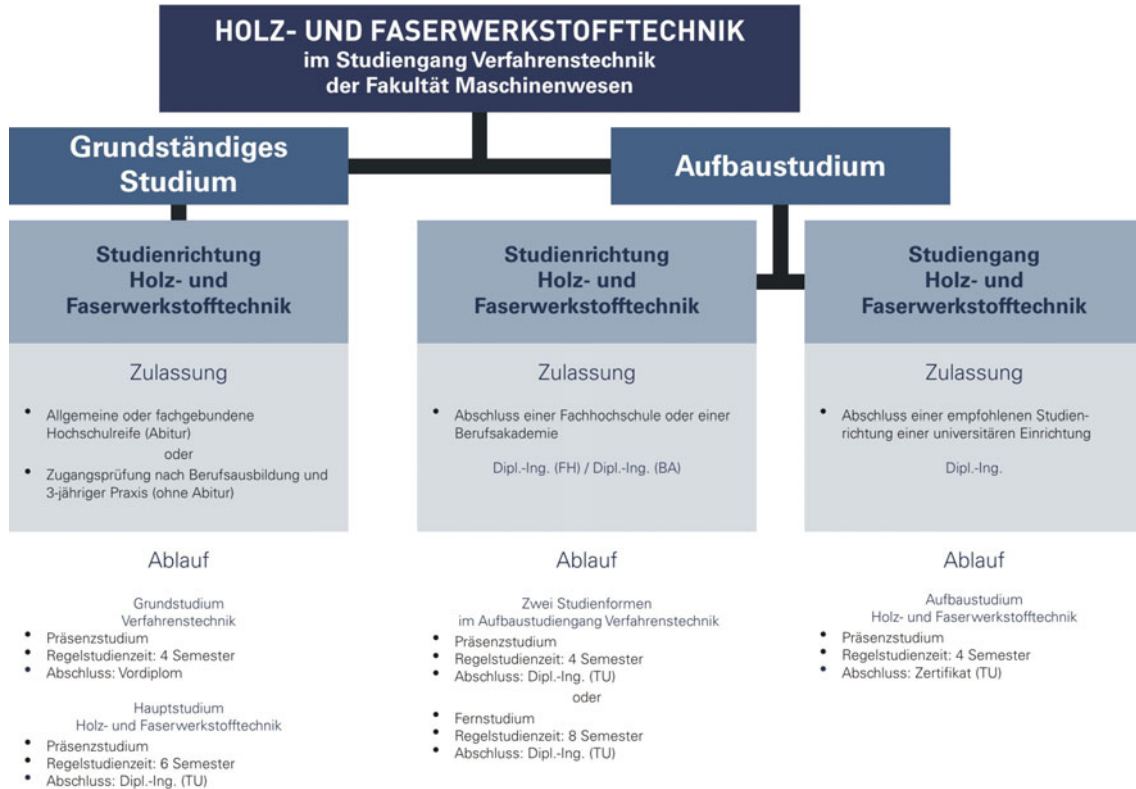 HOLZ- UND FASERWERKSTOFFTECHNIK
im Studiengang Verfahrenstechnik
der Fakultät Maschinenwesen
Grundständiges
Studium
Aufbaustudium
Studienrichtung
Holz- und
Faserwerkstofftechnik
Zulassung
• Allgemeine oder fachgebundene
Hochschulreife (Abitur)
oder
• Zugangsprüfung nach Berufsausbildung und
3-jähriger Praxis (ohne Abitur)
Ablauf
Grundstudium
Verfahrenstechnik
• Präsenzstudium
• Regelstudienzeit: 4 Semester
• Abschluss: Vordiplom
Hauptstudium
Holz- und Faserwerkstofftechnik
• Präsenzstudium
• Regelstudienzeit: 6 Semester
• Abschluss: Dipl.-Ing. (TU)
Studienrichtung
Holz- und
Faserwerkstofftechnik
Zulassung
• Abschluss einer Fachhochschule oder einer
Berufsakademie
Dipl.-Ing. (FH) / Dipl.-Ing. (BA)
Ablauf
Zwei Studienformen
im Aufbaustudiengang Verfahrenstechnik
• Präsenzstudium
• Regelstudienzeit: 4 Semester
• Abschluss: Dipl.-Ing. (TU)
oder
• Fernstudium
• Regelstudienzeit: 8 Semester
• Abschluss: Dipl.-Ing. (TU)
Studiengang
Holz- und
Faserwerkstofftechnik
Zulassung
• Abschluss einer empfohlenen Studien-
richtung einer universitären Einrichtung
Dipl.-Ing.
Ablauf
Aufbaustudium
Holz- und Faserwerkstofftechnik
• Präsenzstudium
• Regelstudienzeit: 4 Semester
• Abschluss: Zertifikat (TU)